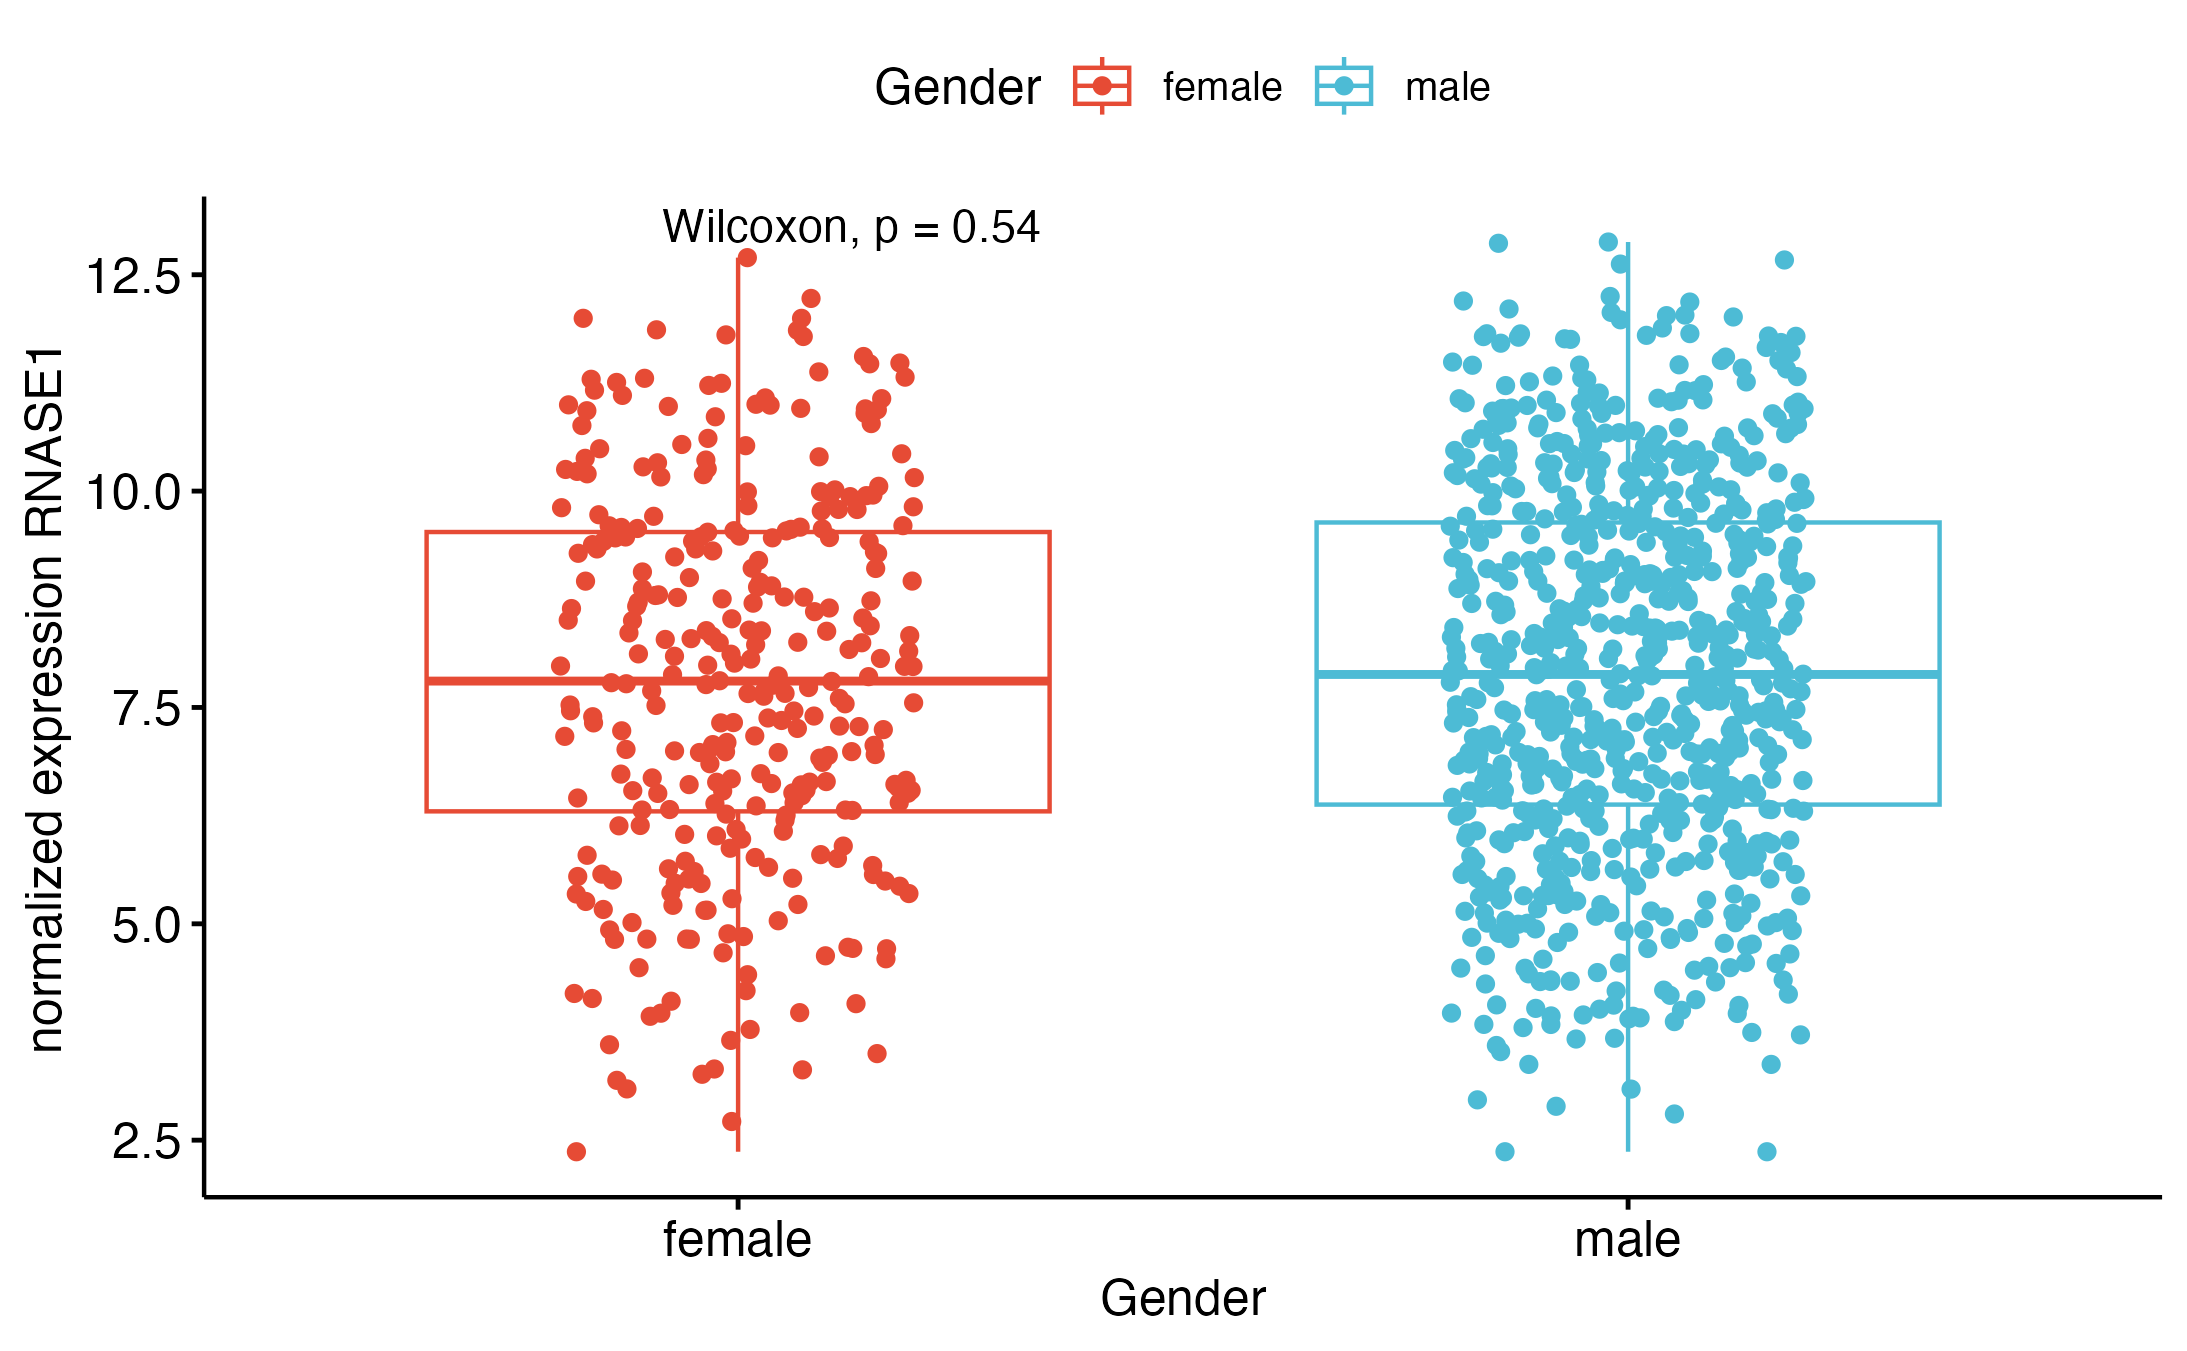 Gender female male
Wilcoxon, p = 0.54
normalized expression RNASE1
12.5
10.0
7.5
5.0
2.5
female male
Gender